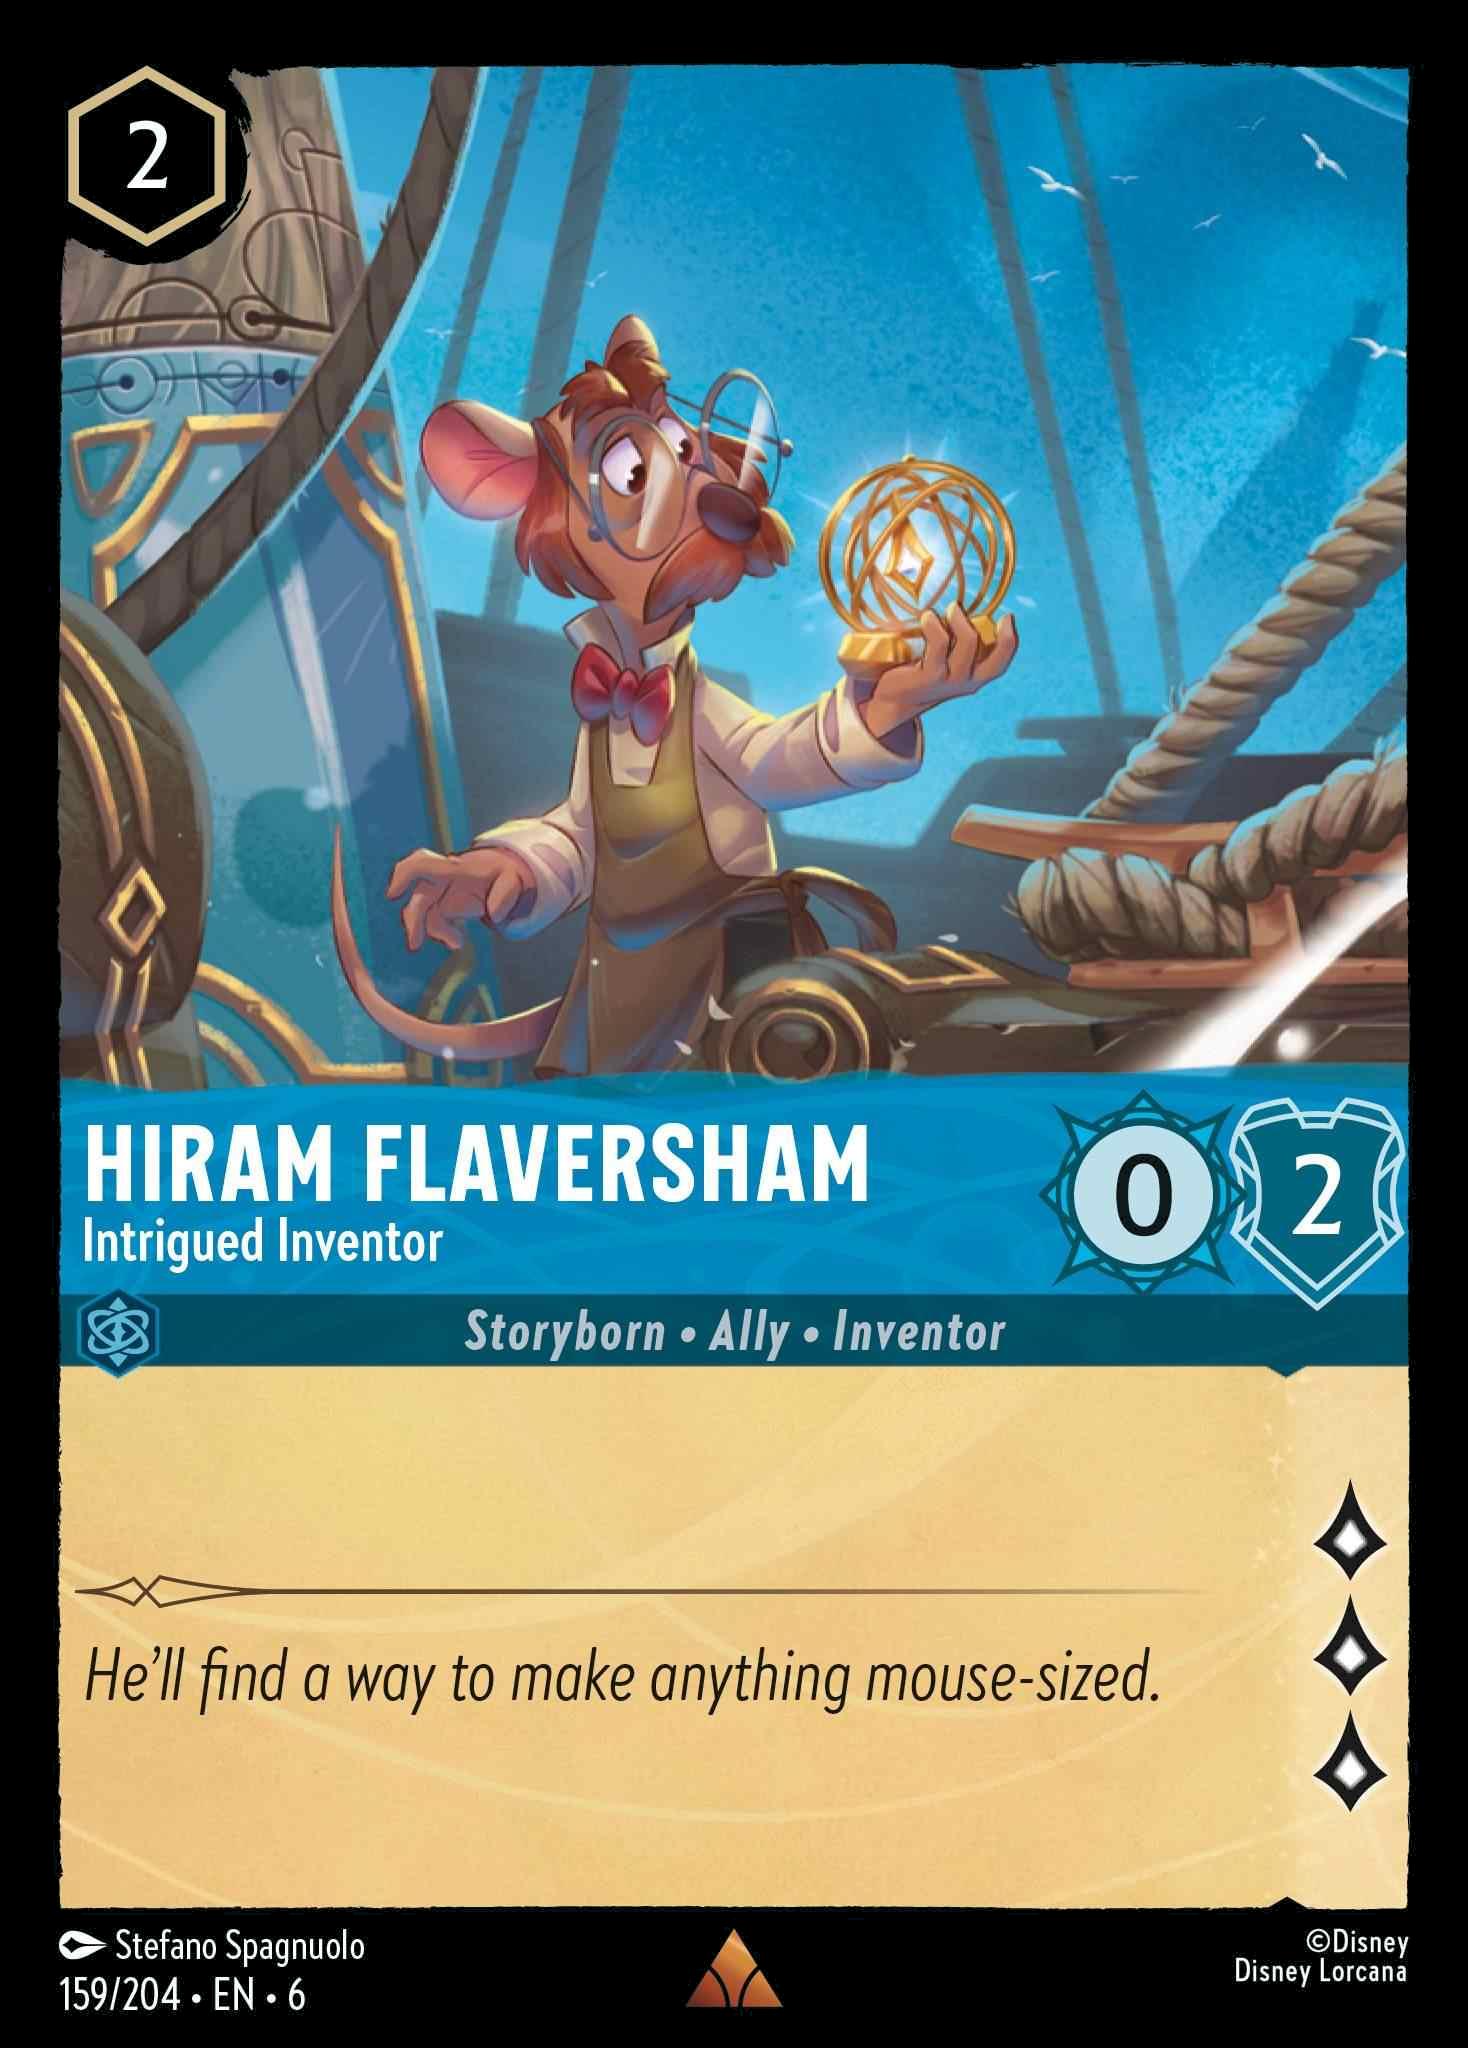 2
HIRAM FLAVERSHAM
Intrigued Inventor
0
2
Storyborn • Ally • Inventor
He’ll find a way to make anything mouse-sized.
Stefano Spagnuolo
159/204 • EN • 6
©Disney
Disney Lorcana